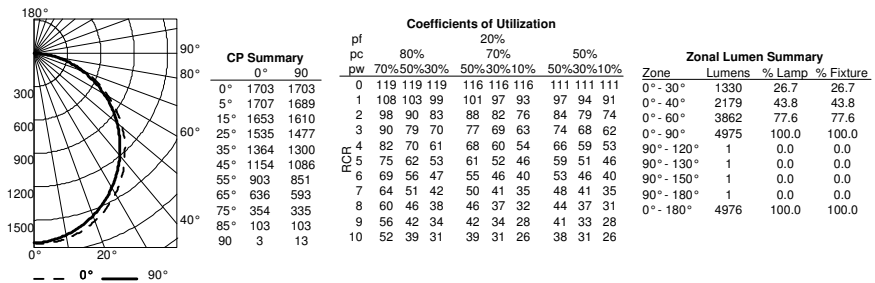 180°
90°
80°
60°
40°
300
600
900
1200
1500
0° 20°
0° 90°
CP Summary
0° 90
0° 1703 1703
5° 1707 1689
15° 1653 1610
25° 1535 1477
35° 1364 1300
45° 1154 1086
55° 903 851
65° 636 593
75° 354 335
85° 103 103
90 3 13
Coefficients of Utilization
pf 20%
pc 80% 70% 50%
pw 70%50%30% 50%30%10% 50%30%10%
RCR
0 119 119 119 116 116 116 111 111 111
1 108 103 99 101 97 93 97 94 91
2 98 90 83 88 82 76 84 79 74
3 90 79 70 77 69 63 74 68 62
4 82 70 61 68 60 54 66 59 53
5 75 62 53 61 52 46 59 51 46
6 69 56 47 55 46 40 53 46 40
7 64 51 42 50 41 35 48 41 35
8 60 46 38 46 37 32 44 37 31
9 56 42 34 42 34 28 41 33 28
10 52 39 31 39 31 26 38 31 26
Zonal Lumen Summary
Zone Lumens % Lamp % Fixture
0° - 30° 1330 26.7 26.7
0° - 40° 2179 43.8 43.8
0° - 60° 3862 77.6 77.6
0° - 90° 4975 100.0 100.0
90° - 120° 1 0.0 0.0
90° - 130° 1 0.0 0.0
90° - 150° 1 0.0 0.0
90° - 180° 1 0.0 0.0
0° - 180° 4976 100.0 100.0